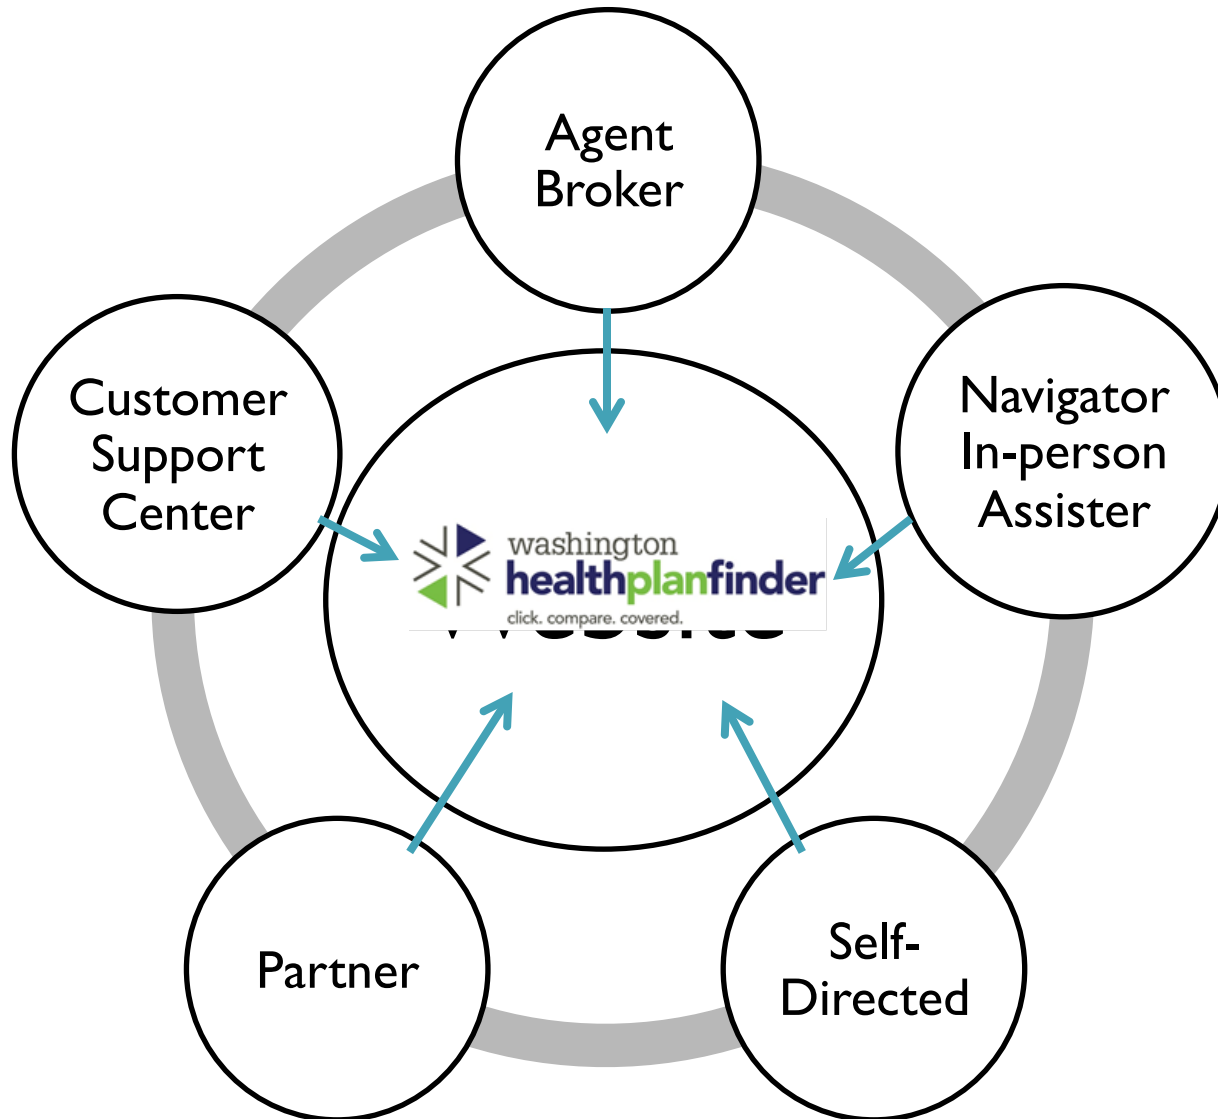 Agent
Broker
Customer
Support
Center
Navigator
In-person
Assister
washington
healthplanfinder
click. compare. covered.
Partner
Self-
Directed